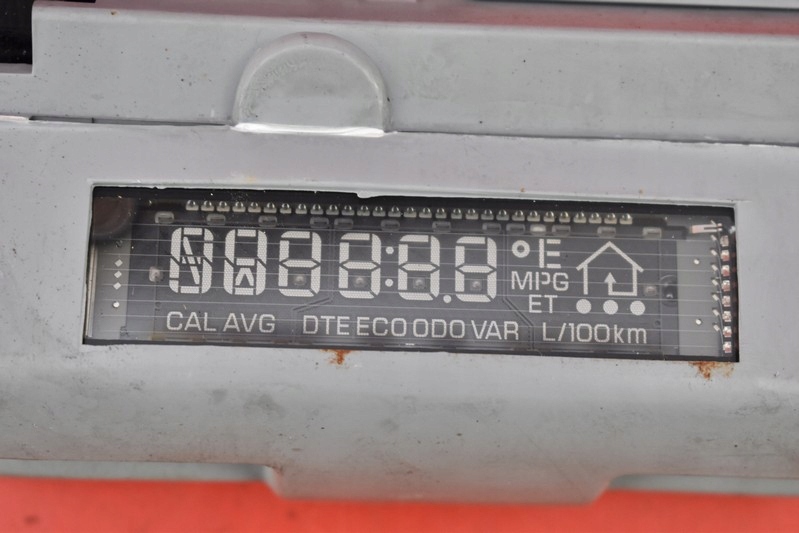 °E
MPG
ET
CAL AVG DTE ECO ODO VAR L/100km